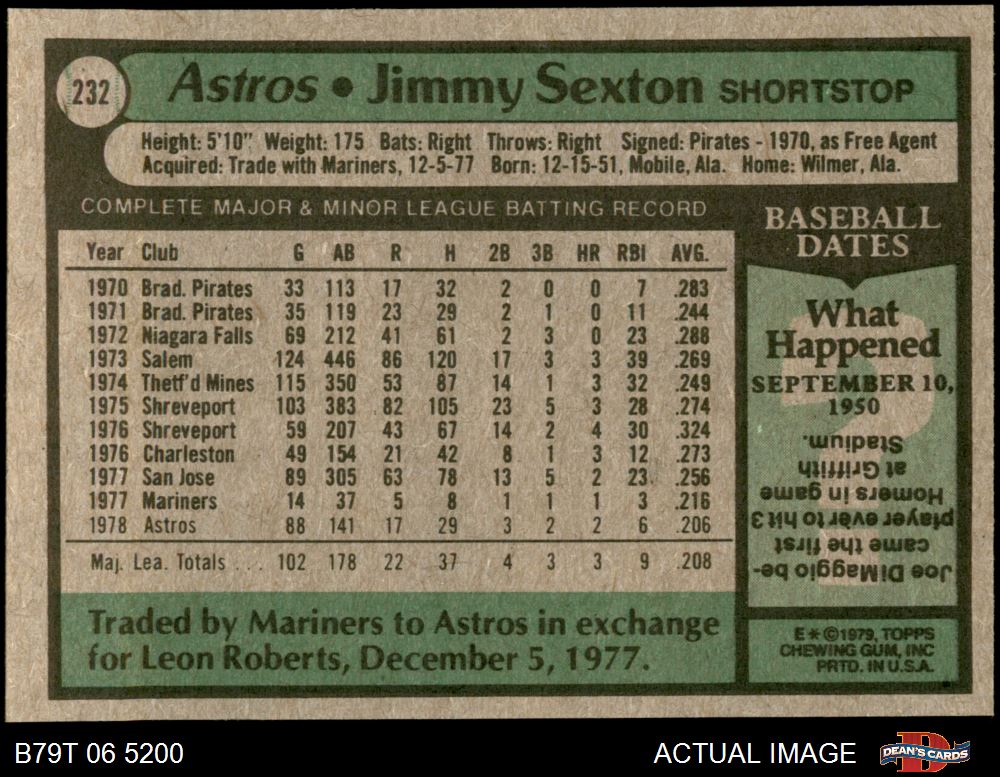 232
Astros • Jimmy Sexton SHORTSTOP
Height: 5'10" Weight: 175 Bats: Right Throws: Right Signed: Pirates - 1970, as Free Agent
Acquired: Trade with Mariners, 12-5-77 Born: 12-15-51, Mobile, Ala. Home: Wilmer, Ala.
COMPLETE MAJOR & MINOR LEAGUE BATTING RECORD
Year Club G AB R H 2B 3B HR RBI AVG.
1970 Brad. Pirates 33 113 17 32 2 0 0 7 .283
1971 Brad. Pirates 35 119 23 29 2 1 0 11 .244
1972 Niagara Falls 69 212 41 61 2 3 0 23 .288
1973 Salem 124 446 86 120 17 3 3 39 .269
1974 Thetf'd Mines 115 350 53 87 14 1 3 32 .249
1975 Shreveport 103 383 82 105 23 5 3 28 .274
1976 Shreveport 59 207 43 67 14 2 4 30 .324
1976 Charleston 49 154 21 42 8 1 3 12 .273
1977 San Jose 89 305 63 78 13 5 2 23 .256
1977 Mariners 14 37 5 8 1 1 1 3 .216
1978 Astros 88 141 17 29 3 2 2 6 .206
Maj. Lea. Totals . . . 102 178 22 37 4 3 3 9 .208
Traded by Mariners to Astros in exchange
for Leon Roberts, December 5, 1977.
BASEBALL
DATES
What
Happened
SEPTEMBER 10,
1950
Joe DiMaggio be-
came the first
player ever to hit 3
Homers in game
at Griffith
Stadium.
E * ©1979, TOPPS
CHEWING GUM, INC
PRTD. IN U.S.A.
B79T 06 5200
ACTUAL IMAGE
DEAN'S CARDS